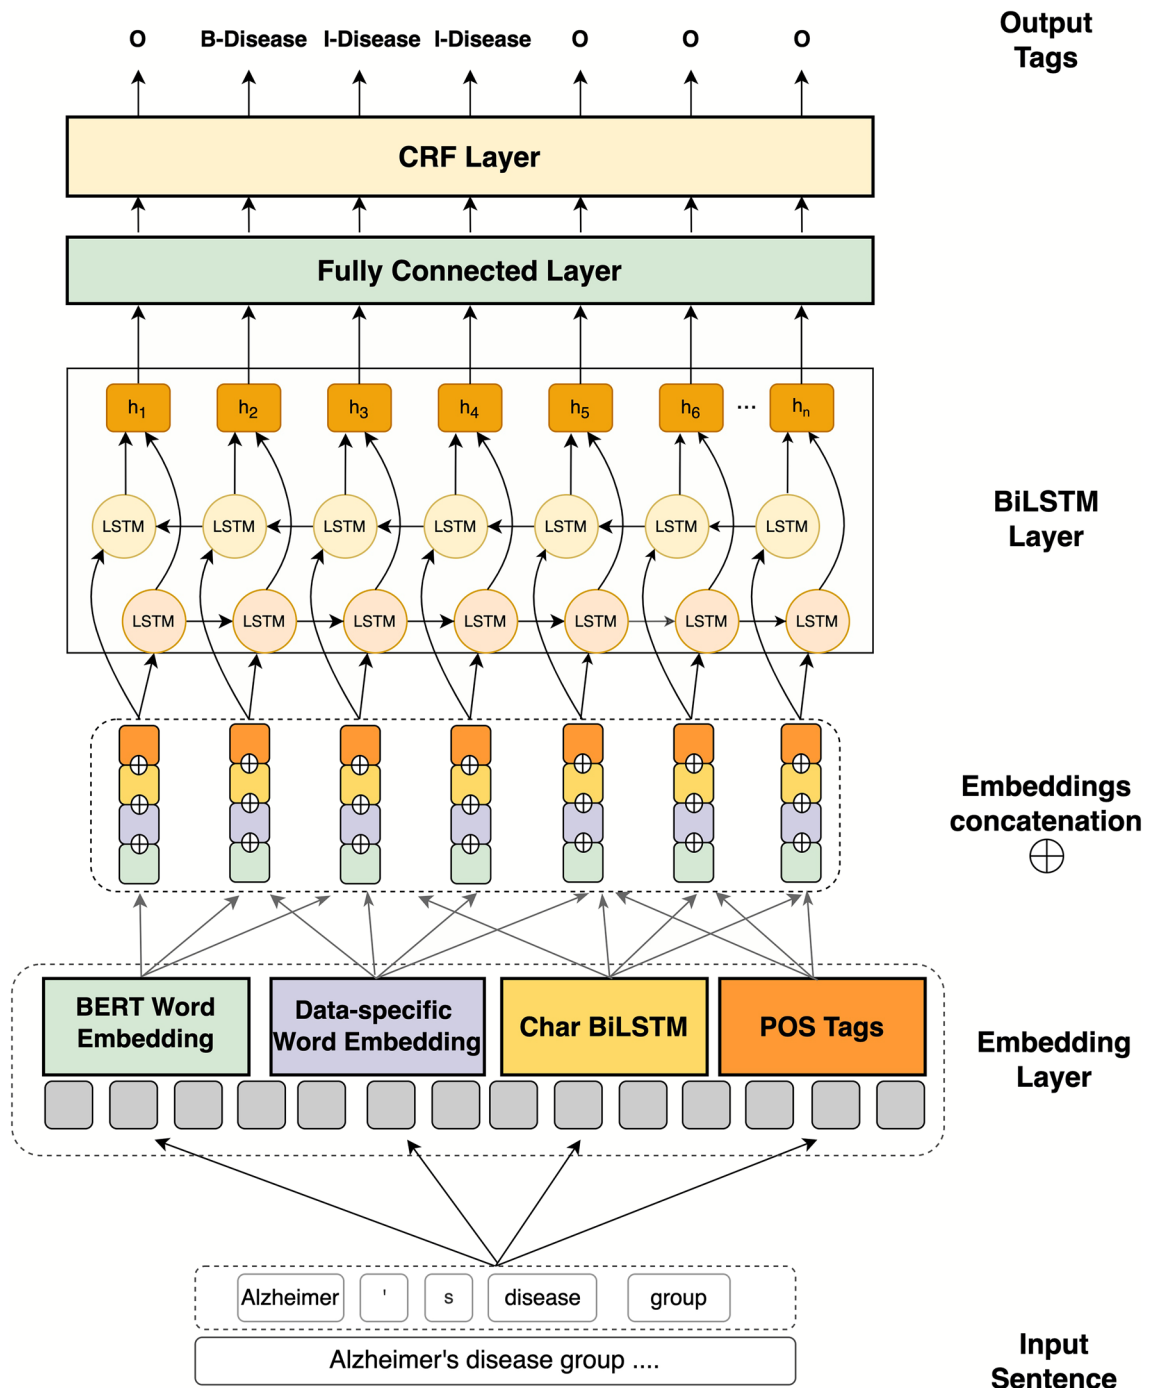 O B-Disease I-Disease I-Disease O O O
Output
Tags
CRF Layer
Fully Connected Layer
h1 h2 h3 h4 h5 h6 ... hn
LSTM LSTM LSTM LSTM LSTM LSTM LSTM
BiLSTM
Layer
LSTM LSTM LSTM LSTM LSTM LSTM LSTM
Embeddings
concatenation
BERT Word
Embedding
Data-specific
Word Embedding
Char BiLSTM
POS Tags
Embedding
Layer
Alzheimer ' s disease group
Alzheimer's disease group ....
Input
Sentence